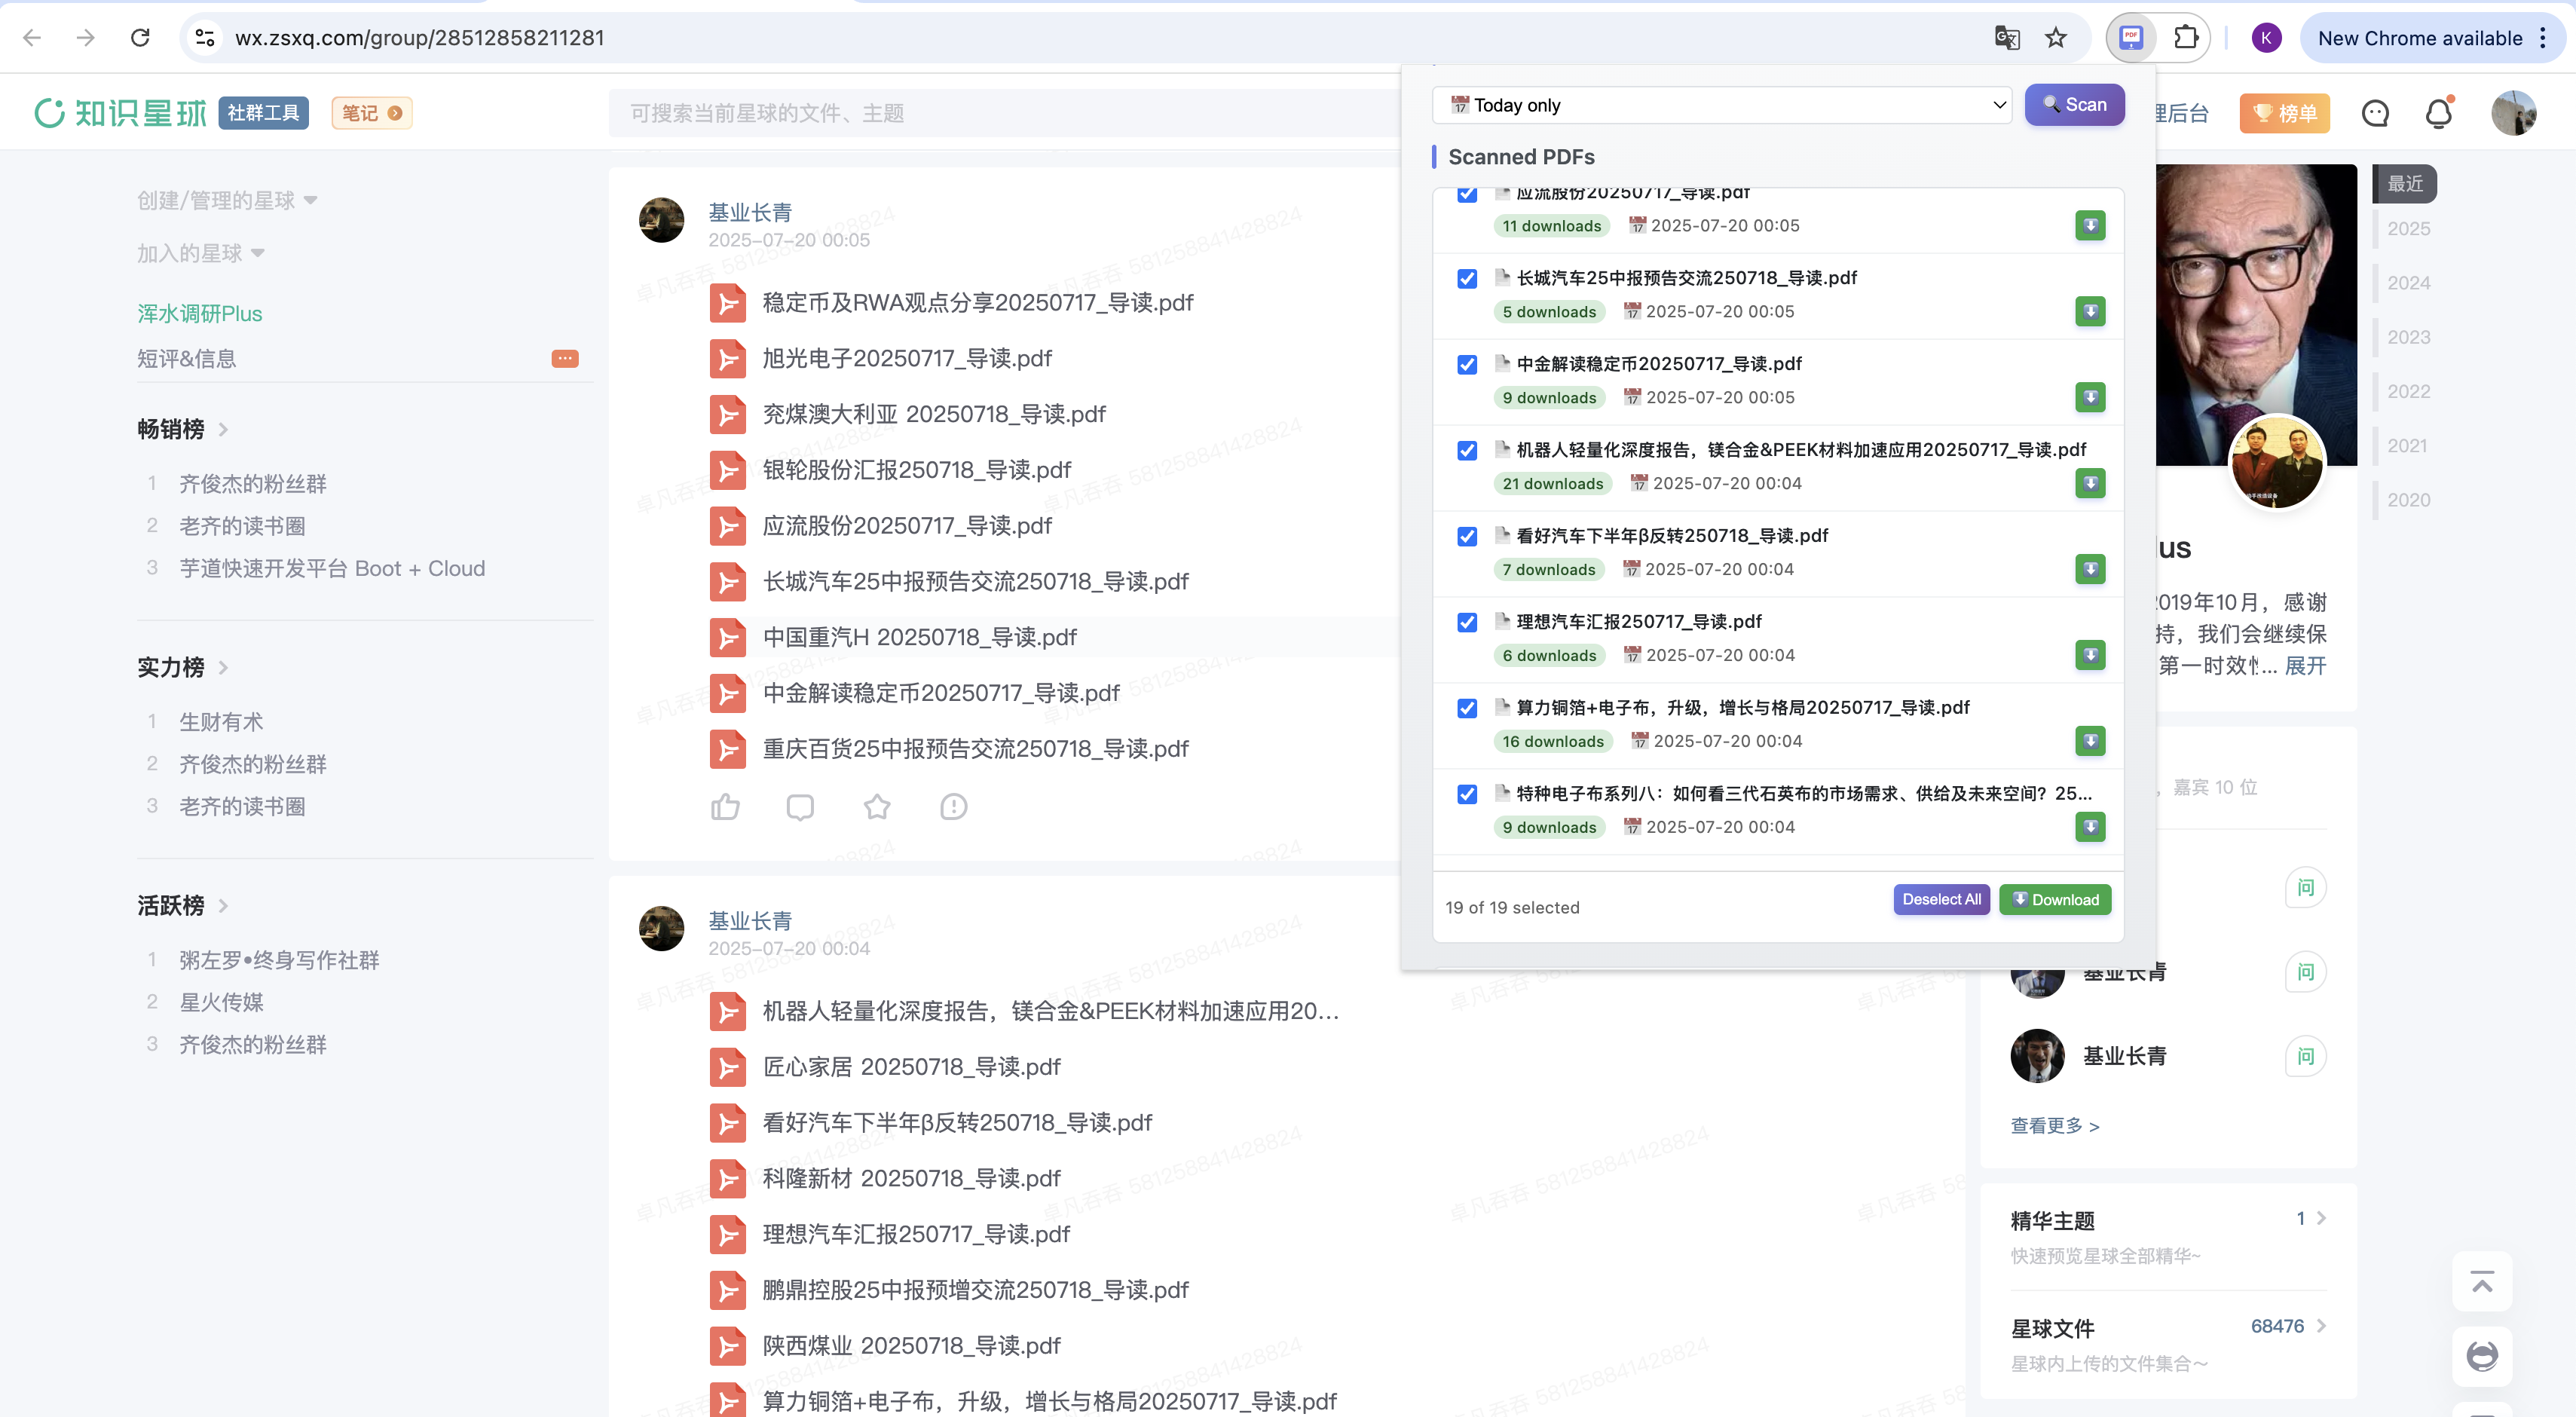 wx.zsxq.com/group/28512858211281
K
New Chrome available
知识星球
社群工具
笔记
可搜索当前星球的文件、主题
理后台
榜单
创建/管理的星球
加入的星球
浑水调研Plus
短评&信息
畅销榜
1 齐俊杰的粉丝群
2 老齐的读书圈
3 芋道快速开发平台 Boot + Cloud
实力榜
1 生财有术
2 齐俊杰的粉丝群
3 老齐的读书圈
活跃榜
1 粥左罗•终身写作社群
2 星火传媒
3 齐俊杰的粉丝群
基业长青
2025-07-20 00:05
稳定币及RWA观点分享20250717_导读.pdf
旭光电子20250717_导读.pdf
兖煤澳大利亚 20250718_导读.pdf
银轮股份汇报250718_导读.pdf
应流股份20250717_导读.pdf
长城汽车25中报预告交流250718_导读.pdf
中国重汽H 20250718_导读.pdf
中金解读稳定币20250717_导读.pdf
重庆百货25中报预告交流250718_导读.pdf
基业长青
2025-07-20 00:04
机器人轻量化深度报告，镁合金&PEEK材料加速应用20...
匠心家居 20250718_导读.pdf
看好汽车下半年β反转250718_导读.pdf
科隆新材 20250718_导读.pdf
理想汽车汇报250717_导读.pdf
鹏鼎控股25中报预增交流250718_导读.pdf
陕西煤业 20250718_导读.pdf
算力铜箔+电子布，升级，增长与格局20250717_导读.pdf
卓凡吞吞 581258841428824
Today only
Scan
Scanned PDFs
应流股份20250717_导读.pdf
11 downloads 2025-07-20 00:05
长城汽车25中报预告交流250718_导读.pdf
5 downloads 2025-07-20 00:05
中金解读稳定币20250717_导读.pdf
9 downloads 2025-07-20 00:05
机器人轻量化深度报告，镁合金&PEEK材料加速应用20250717_导读.pdf
21 downloads 2025-07-20 00:04
看好汽车下半年β反转250718_导读.pdf
7 downloads 2025-07-20 00:04
理想汽车汇报250717_导读.pdf
6 downloads 2025-07-20 00:04
算力铜箔+电子布，升级，增长与格局20250717_导读.pdf
16 downloads 2025-07-20 00:04
特种电子布系列八：如何看三代石英布的市场需求、供给及未来空间？25...
9 downloads 2025-07-20 00:04
19 of 19 selected
Deselect All
Download
最近
2025
2024
2023
2022
2021
2020
lus
2019年10月，感谢
持，我们会继续保
第一时效性... 展开
，嘉宾 10 位
问
基业长青
问
基业长青
问
查看更多 >
精华主题 1
快速预览星球全部精华~
星球文件 68476
星球内上传的文件集合～